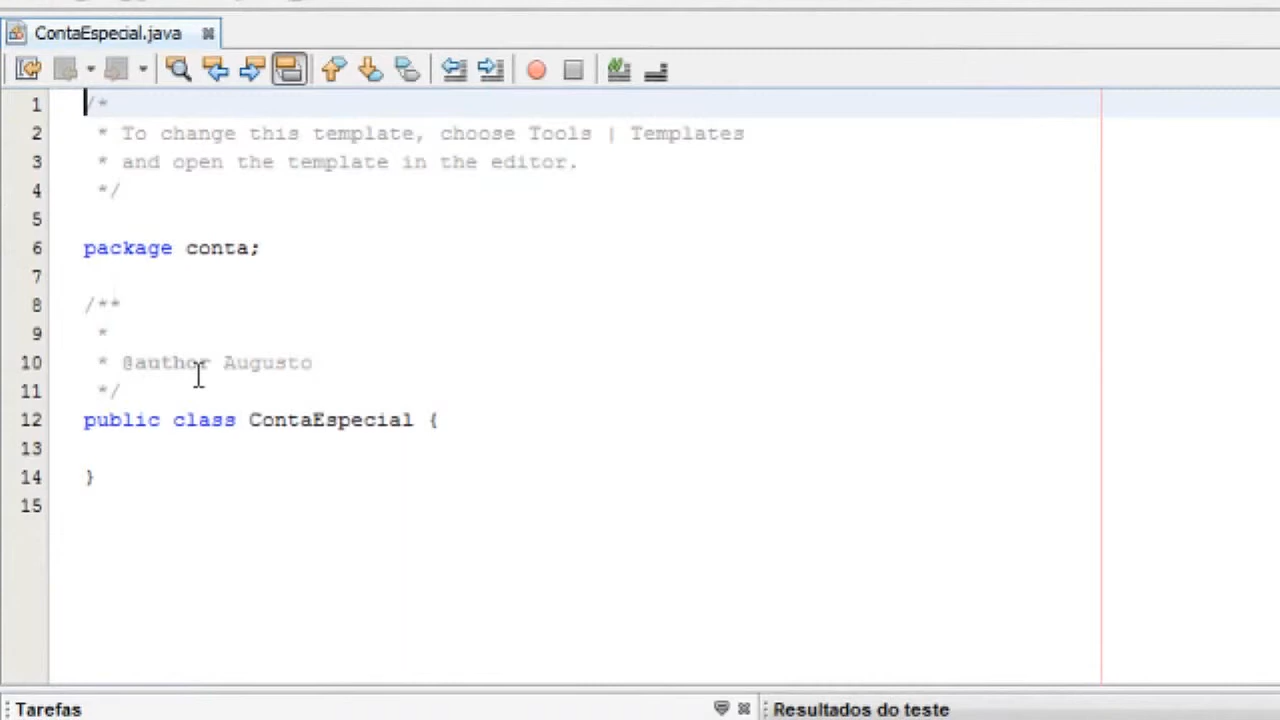 ContaEspecial.java
1 /*
2 * To change this template, choose Tools | Templates
3 * and open the template in the editor.
4 */
5
6 package conta;
7
8 /**
9 *
10 * @author Augusto
11 */
12 public class ContaEspecial {
13
14 }
15
Tarefas
Resultados do teste